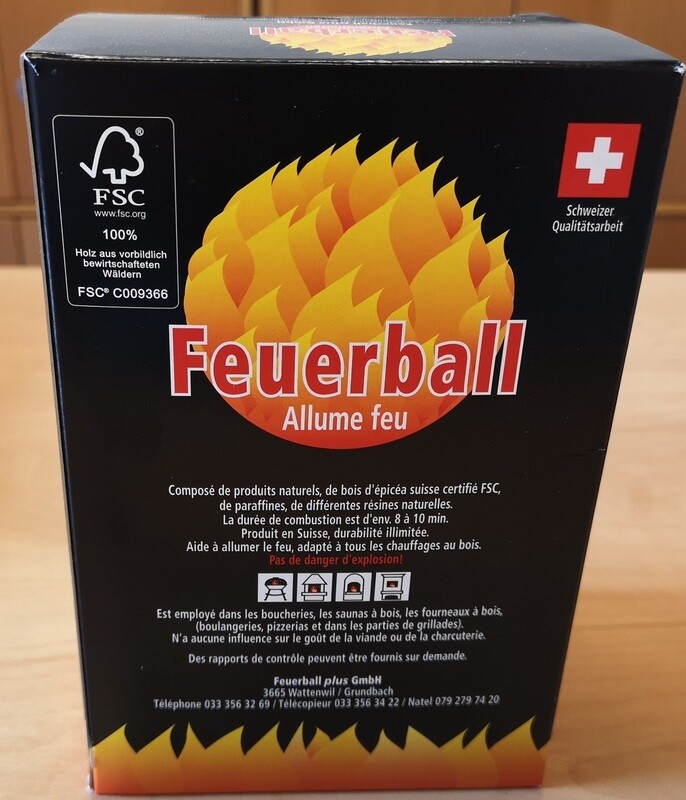 Feuerball
FSC®
www.fsc.org
100%
Holz aus vorbildlich
bewirtschafteten
Wäldern
FSC® C009366
Schweizer
Qualitätsarbeit
Feuerball
Allume feu
Composé de produits naturels, de bois d'épicéa suisse certifié FSC,
de paraffines, de différentes résines naturelles.
La durée de combustion est d'env. 8 à 10 min.
Produit en Suisse, durabilité illimitée.
Aide à allumer le feu, adapté à tous les chauffages au bois.
Pas de danger d'explosion!
Est employé dans les boucheries, les saunas à bois, les fourneaux à bois,
(boulangeries, pizzerias et dans les parties de grillades).
N'a aucune influence sur le goût de la viande ou de la charcuterie.
Des rapports de contrôle peuvent être fournis sur demande.
Feuerball plus GmbH
3665 Wattenwil / Grundbach
Téléphone 033 356 32 69 / Télécopieur 033 356 34 22 / Natel 079 279 74 20